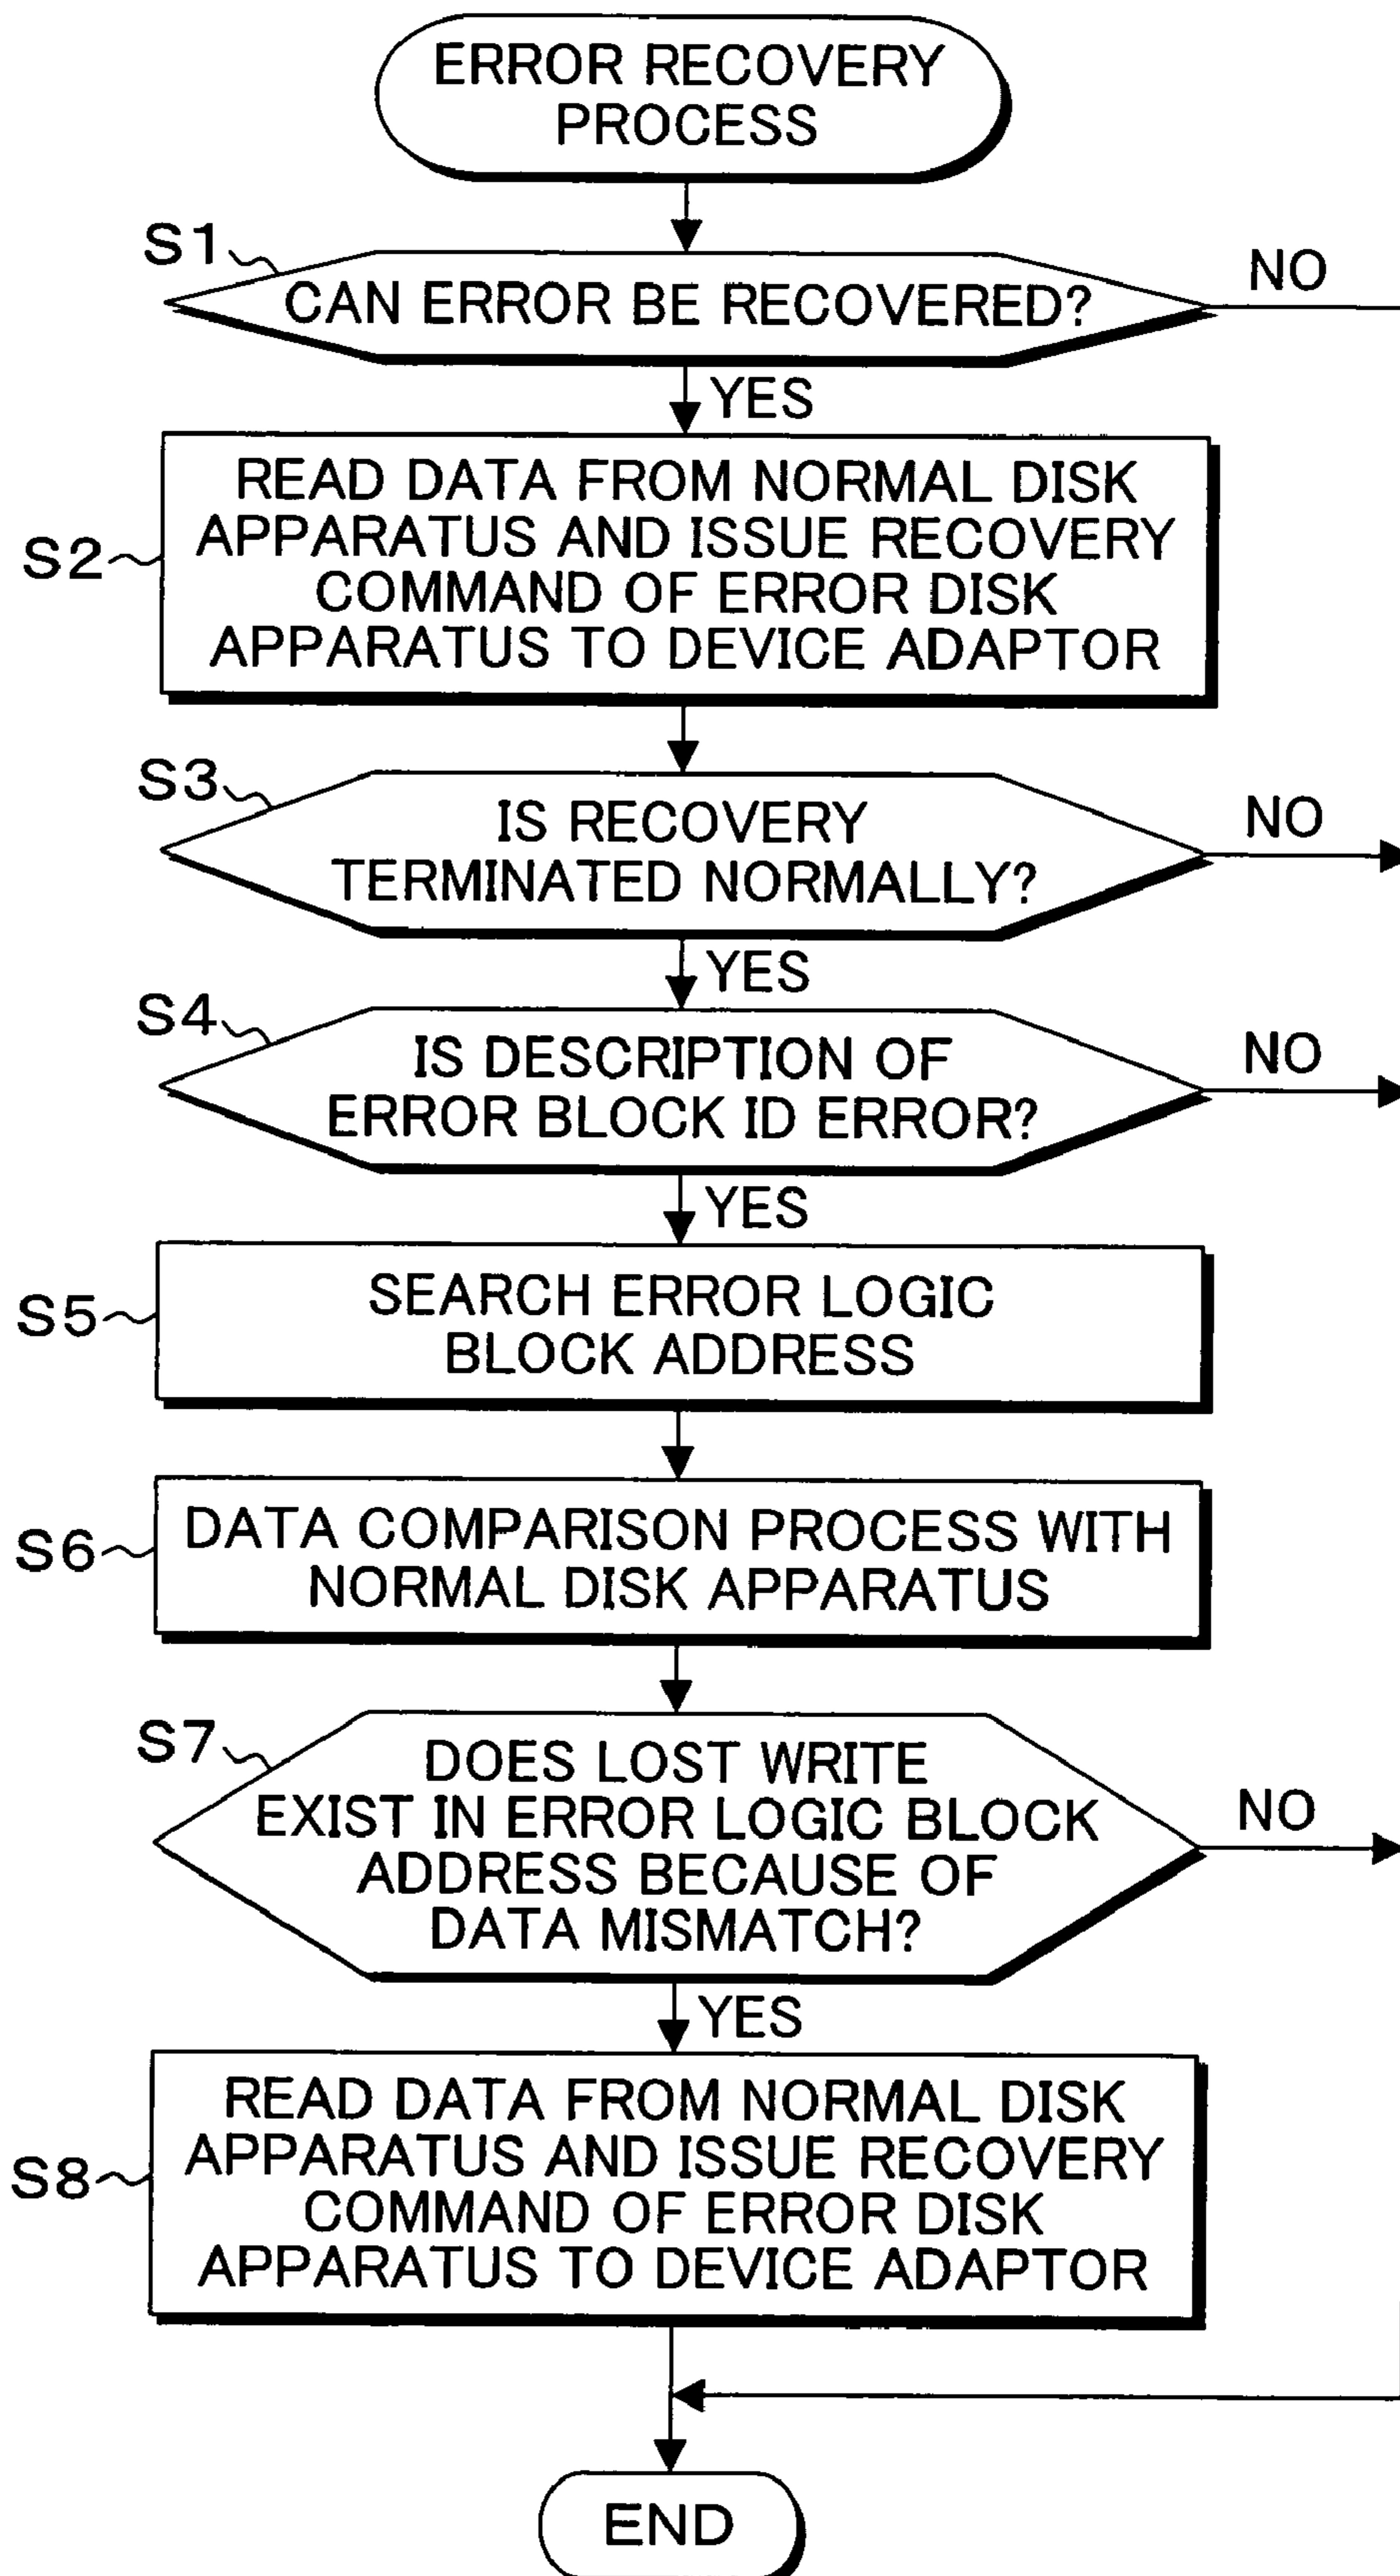 ERROR RECOVERY
PROCESS
S1
CAN ERROR BE RECOVERED?
NO
YES
S2
READ DATA FROM NORMAL DISK
APPARATUS AND ISSUE RECOVERY
COMMAND OF ERROR DISK
APPARATUS TO DEVICE ADAPTOR
S3
IS RECOVERY
TERMINATED NORMALLY?
NO
YES
S4
IS DESCRIPTION OF
ERROR BLOCK ID ERROR?
NO
YES
S5
SEARCH ERROR LOGIC
BLOCK ADDRESS
S6
DATA COMPARISON PROCESS WITH
NORMAL DISK APPARATUS
S7
DOES LOST WRITE
EXIST IN ERROR LOGIC BLOCK
ADDRESS BECAUSE OF
DATA MISMATCH?
NO
YES
S8
READ DATA FROM NORMAL DISK
APPARATUS AND ISSUE RECOVERY
COMMAND OF ERROR DISK
APPARATUS TO DEVICE ADAPTOR
END